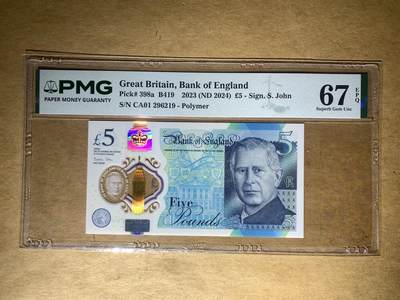 PMG
PAPER MONEY GUARANTY
Great Britain, Bank of England
Pick# 398a B419 2023 (ND 2024) £5 - Sign. S. John
S/N CA01 296219 - Polymer
67 EPQ
Superb Gem Unc
£5
Bank of England
5
Five
Pounds